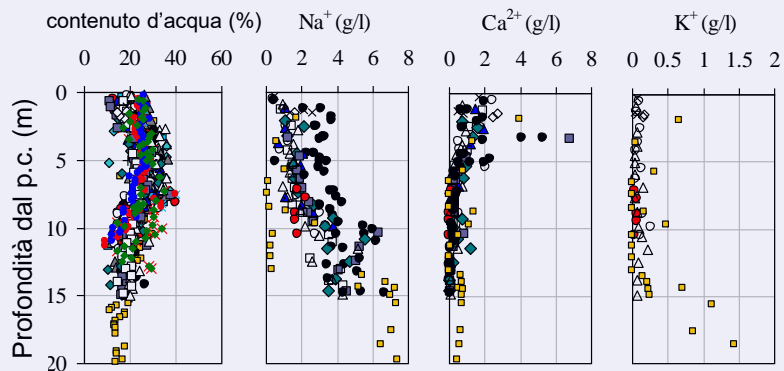 contenuto d'acqua (%) Na⁺ (g/l) Ca²⁺ (g/l) K⁺ (g/l)
0 20 40 60 0 2 4 6 8 0 2 4 6 8 0 0.5 1 1.5 2
Profondità dal p.c. (m)
0
5
10
15
20